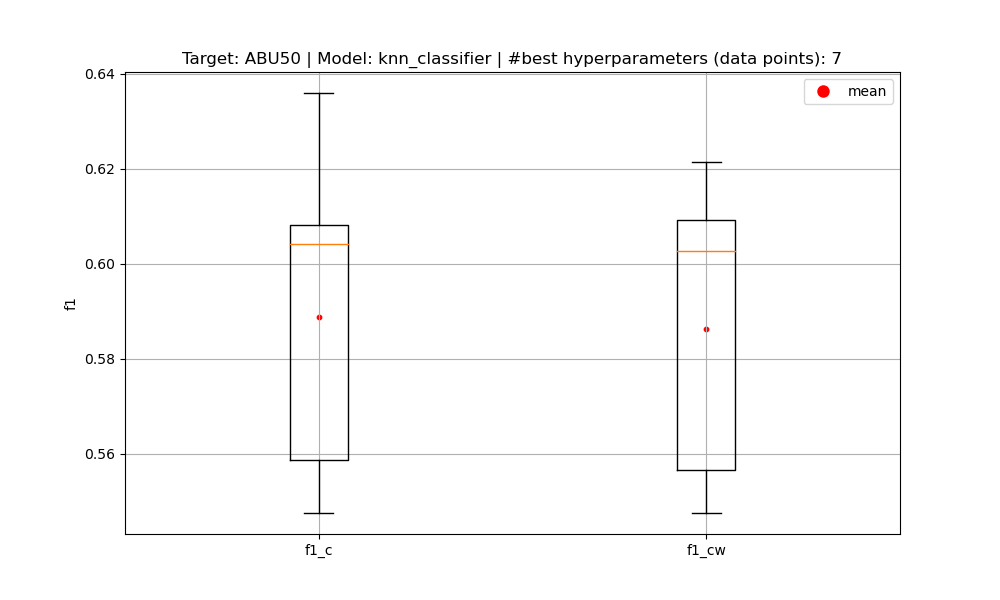 Target: ABU50 | Model: knn_classifier | #best hyperparameters (data points): 7
mean
0.64
0.62
0.60
0.58
0.56
f1
f1_c
f1_cw